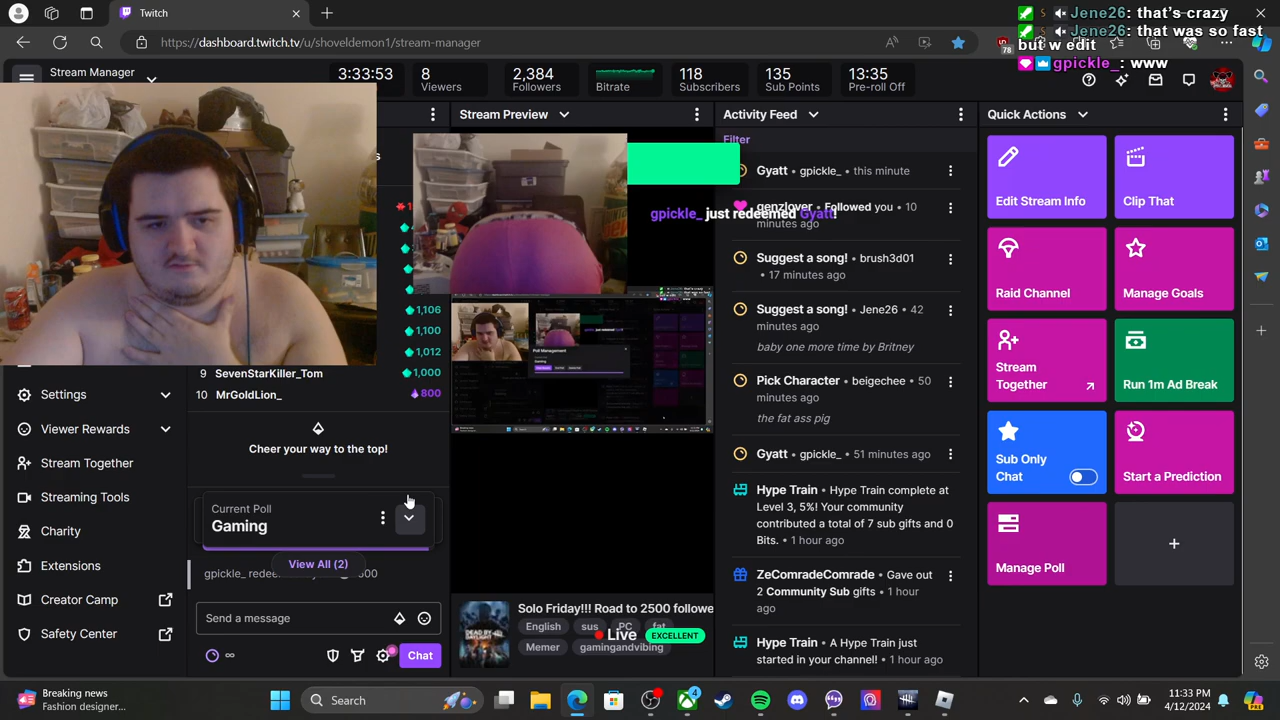 Twitch
https://dashboard.twitch.tv/u/shoveldemon1/stream-manager
Jene26: that's crazy
Jene26: that was so fast
but w edit
gpickle_: www
78
Stream Manager
3:33:53
8
Viewers
2,384
Followers
Bitrate
118
Subscribers
135
Sub Points
13:35
Pre-roll Off
Stream Preview
Activity Feed
Quick Actions
Filter
Gyatt • gpickle_ • this minute
gpickle_ just redeemed Gyatt!
genzlover • Followed you • 10
minutes ago
Suggest a song! • brush3d01
• 17 minutes ago
Suggest a song! • Jene26 • 42
minutes ago
baby one more time by Britney
Pick Character • beigechee • 50
minutes ago
the fat ass pig
Gyatt • gpickle_ • 51 minutes ago
Hype Train • Hype Train complete at
Level 3, 5%! Your community
contributed a total of 7 sub gifts and 0
Bits. • 1 hour ago
ZeComradeComrade • Gave out
2 Community Sub gifts • 1 hour
ago
Hype Train • A Hype Train just
started in your channel! • 1 hour ago
Edit Stream Info
Clip That
Raid Channel
Manage Goals
Stream
Together
Run 1m Ad Break
Sub Only
Chat
Start a Prediction
Manage Poll
1,106
1,100
1,012
9 SevenStarKiller_Tom 1,000
10 MrGoldLion_ 800
Cheer your way to the top!
Current Poll
Gaming
View All (2)
Send a message
Chat
Settings
Viewer Rewards
Stream Together
Streaming Tools
Charity
Extensions
Creator Camp
Safety Center
Poll Management
Gaming
Solo Friday!!! Road to 2500 followe
English
sus
PC
fat
Memer
gamingandvibing
Live
EXCELLENT
Breaking news
Fashion designer...
Search
4
11:33 PM
4/12/2024